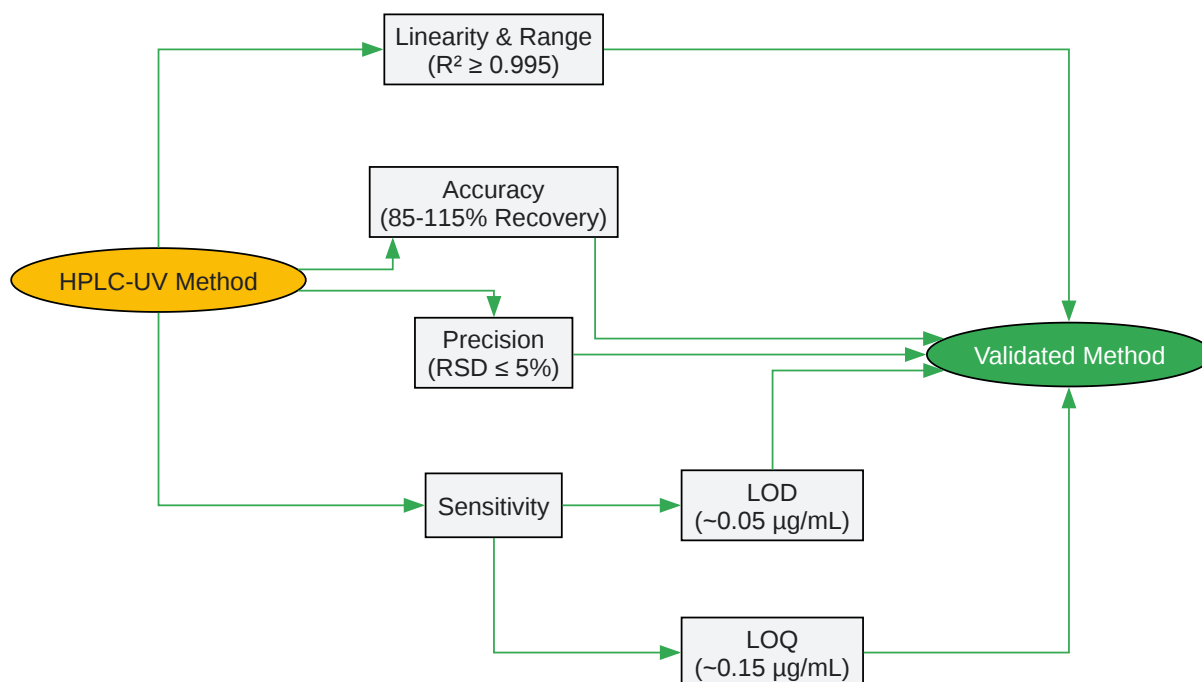 Linearity & Range
(R² ≥ 0.995)
Accuracy
(85-115% Recovery)
HPLC-UV Method
Precision
(RSD ≤ 5%)
Validated Method
Sensitivity
LOD
(~0.05 µg/mL)
LOQ
(~0.15 µg/mL)